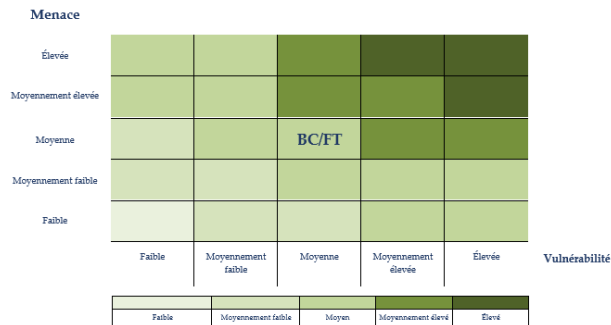 Menace
Élevée
Moyennement élevée
Moyenne
BC/FT
Moyennement faible
Faible
Faible
Moyennement
faible
Moyenne
Moyennement
élevée
Élevée
Vulnérabilité
Faible
Moyennement faible
Moyen
Moyennement élevé
Élevé